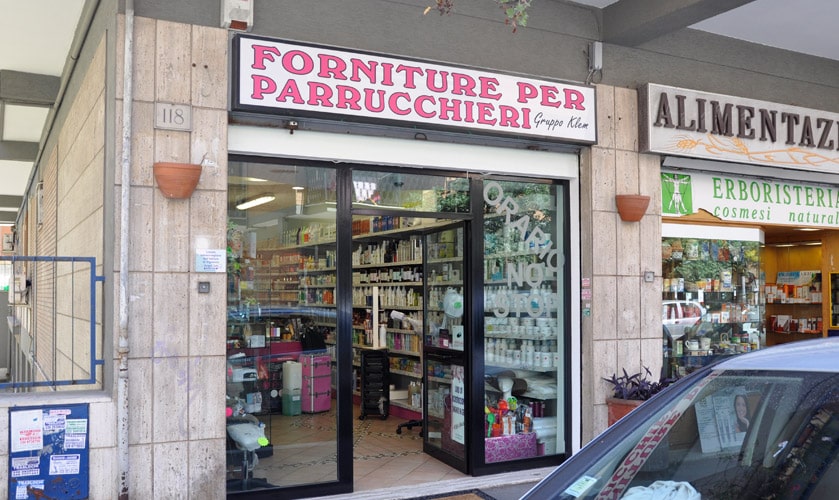 FORNITURE PER
PARRUCCHIERI
Gruppo Klem
118
ALIMENTAZI
ERBORISTERIA
cosmesi natural
ORARIO
NO
STOP